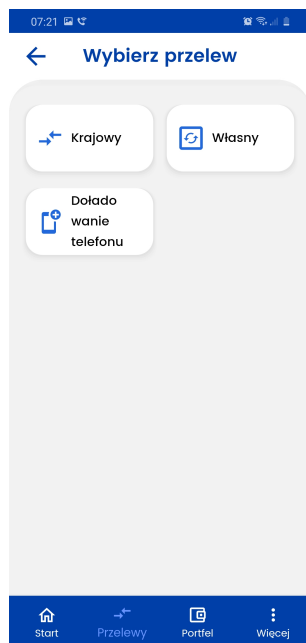 07:21
Wybierz przelew
Krajowy
Własny
Dołado
wanie
telefonu
Start
Przelewy
Portfel
Więcej